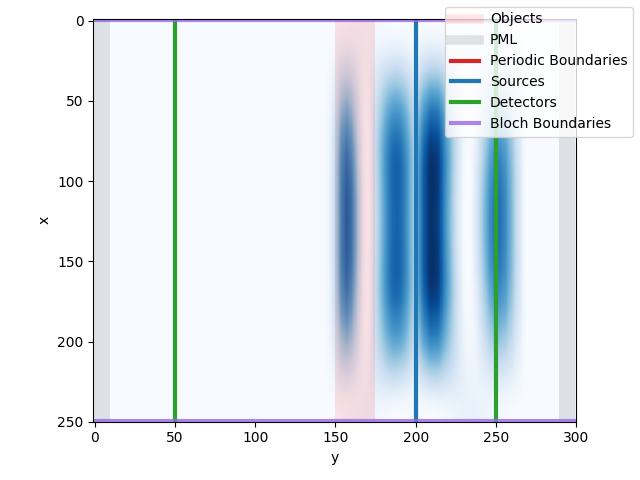 Objects
PML
Periodic Boundaries
Sources
Detectors
Bloch Boundaries
0
50
100
150
200
250
x
0 50 100 150 200 250 300
y